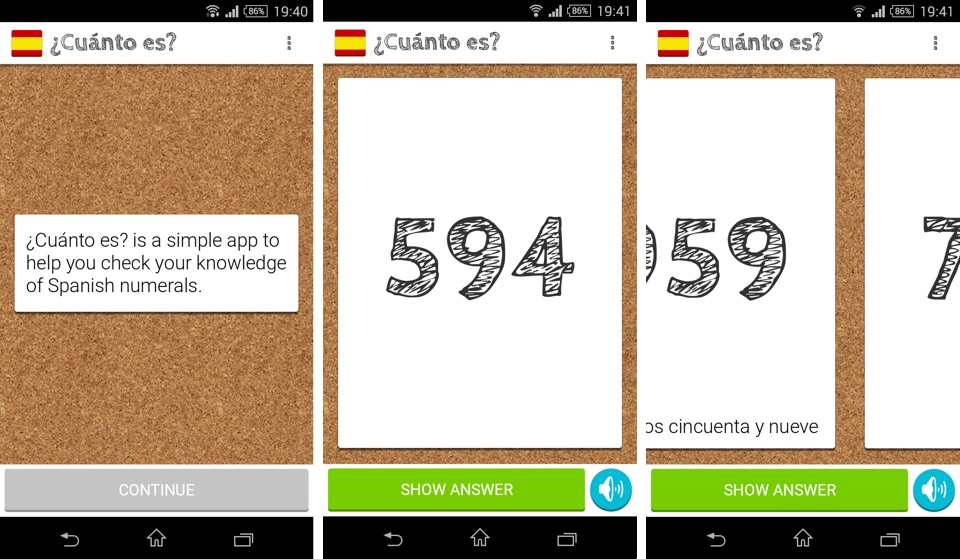 86% 19:40
¿Cuánto es?
¿Cuánto es? is a simple app to
help you check your knowledge
of Spanish numerals.
CONTINUE
86% 19:41
¿Cuánto es?
594
SHOW ANSWER
86% 19:41
¿Cuánto es?
59
7
os cincuenta y nueve
SHOW ANSWER